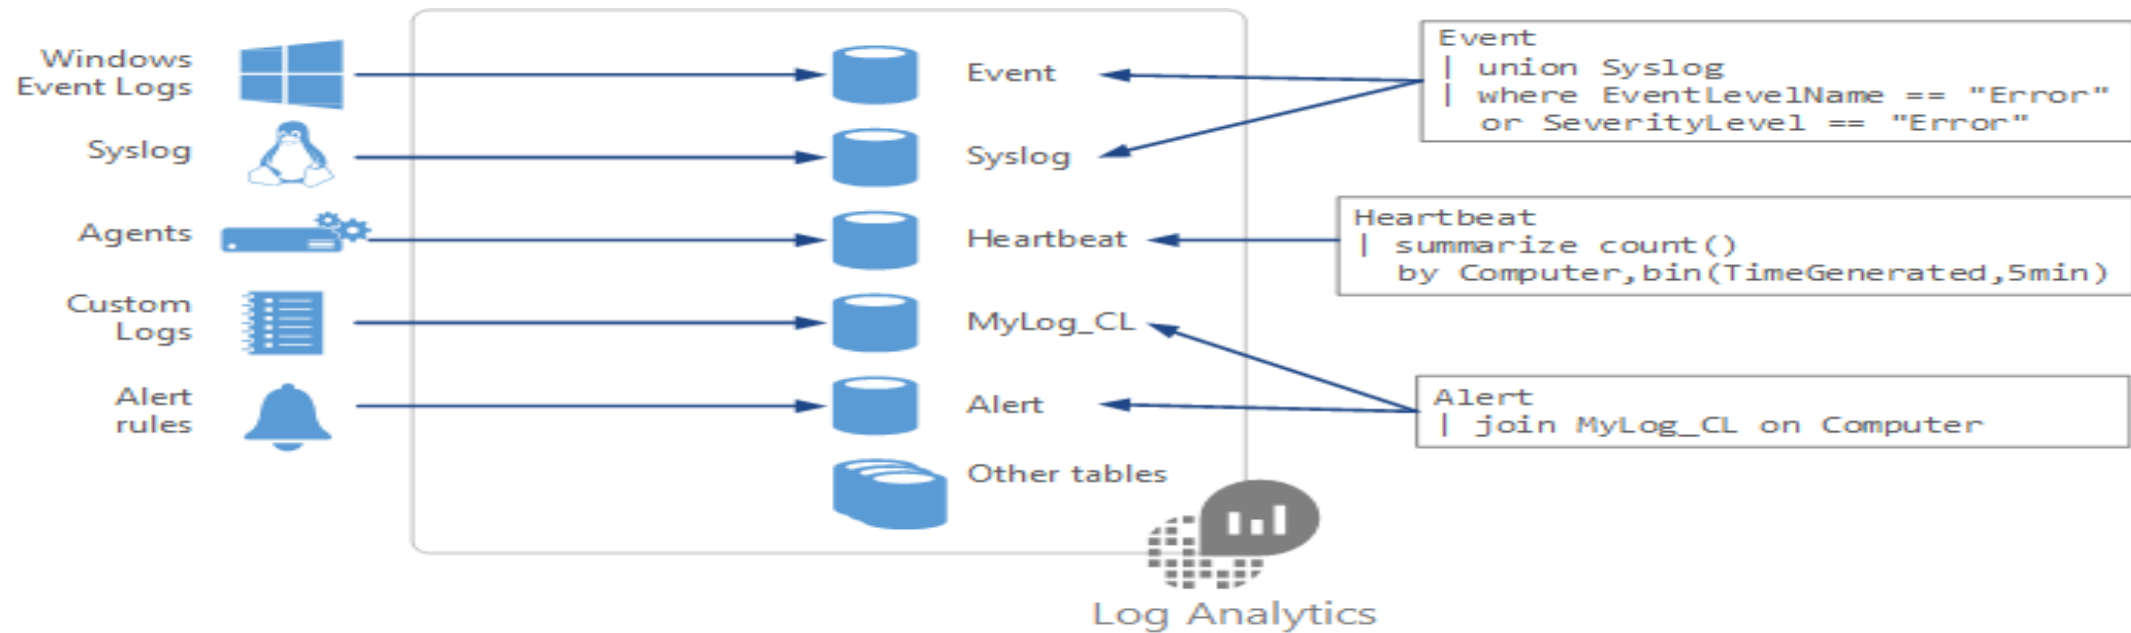 Windows
Event Logs
Event
Event
| union Syslog
| where EventLevelName == "Error"
or SeverityLevel == "Error"
Syslog
Syslog
Agents
Heartbeat
Heartbeat
| summarize count()
by Computer,bin(TimeGenerated,5min)
Custom
Logs
MyLog_CL
Alert
rules
Alert
Alert
| join MyLog_CL on Computer
Other tables
Log Analytics